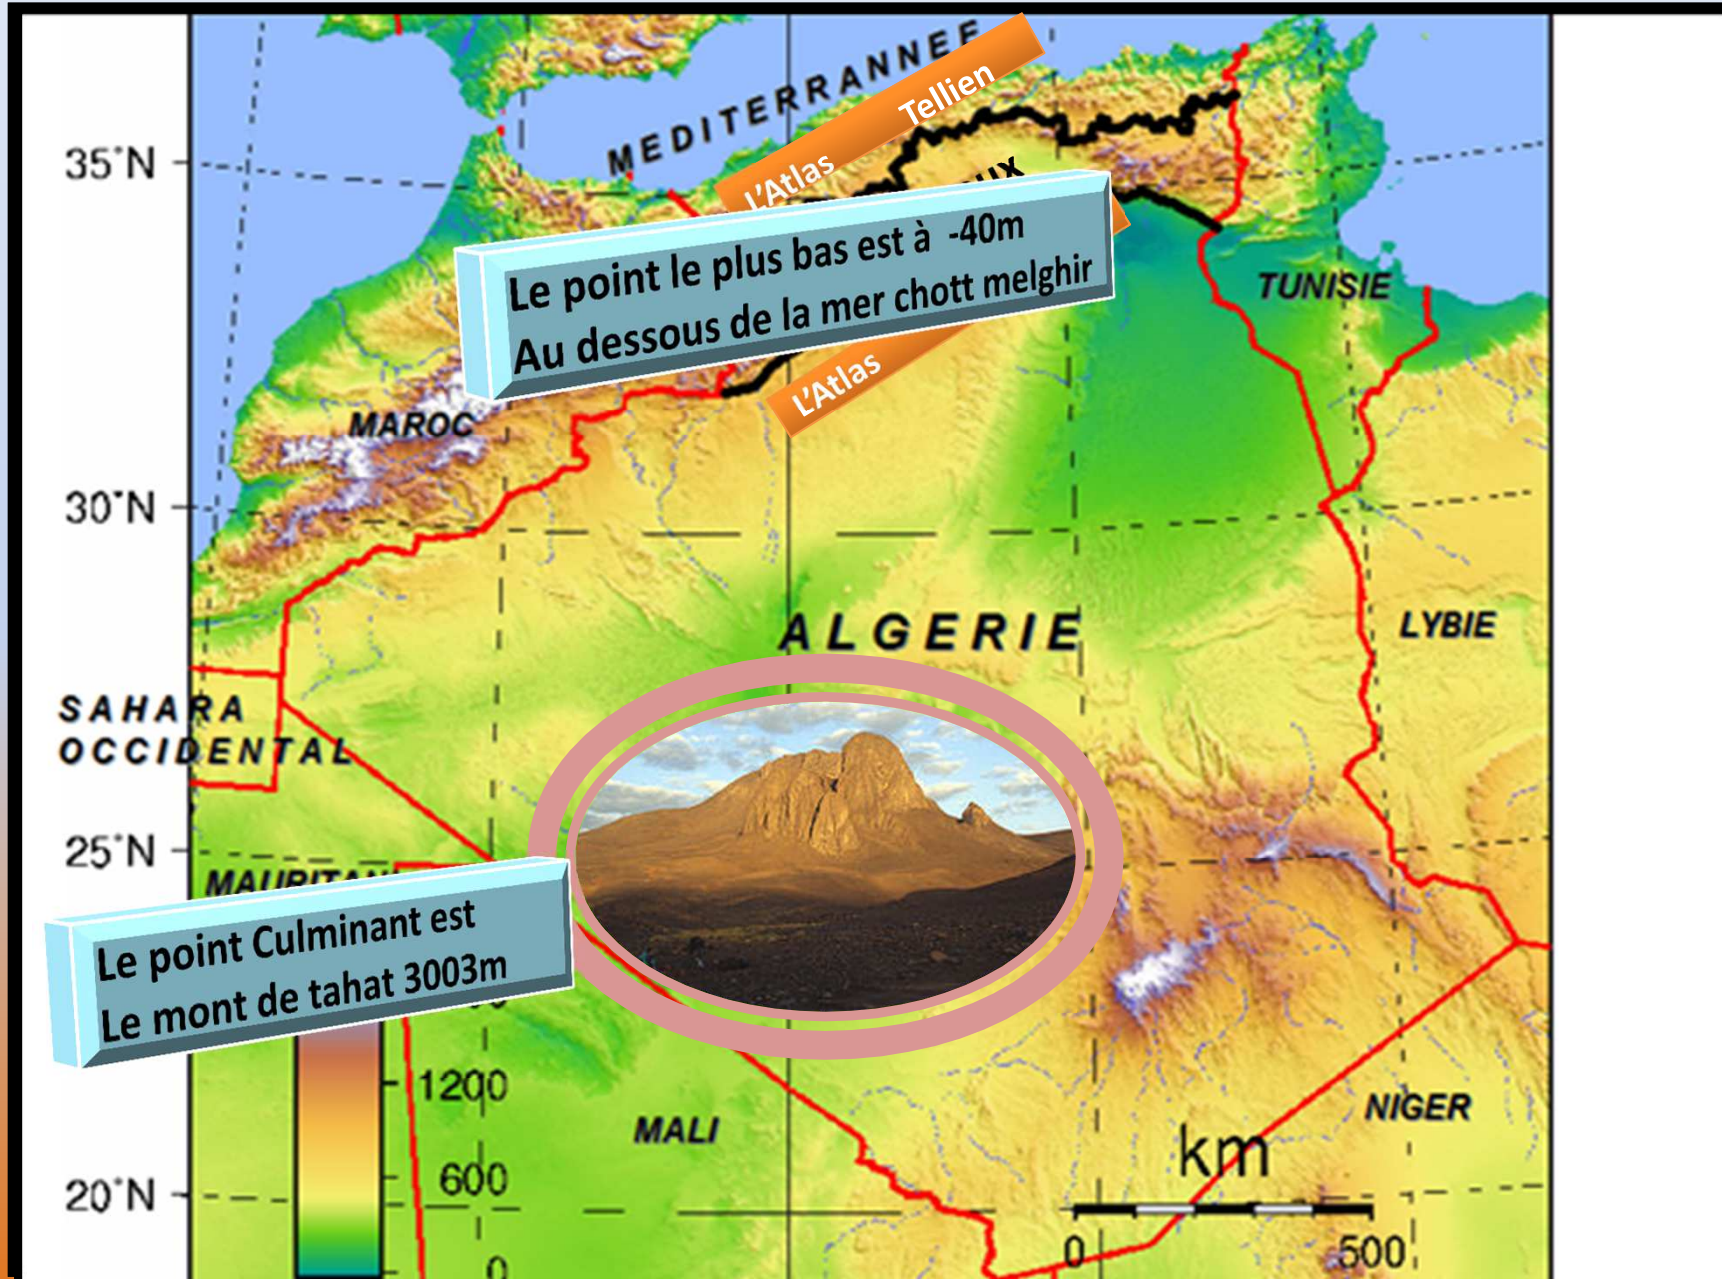 MEDITERRANNEE
L'Atlas Tellien
35°N
UX
Le point le plus bas est à -40m
Au dessous de la mer chott melghir
TUNISIE
L'Atlas
MAROC
30°N
ALGERIE
LYBIE
SAHARA
OCCIDENTAL
25°N
MAURITAN
Le point Culminant est
Le mont de tahat 3003m
1200
MALI
NIGER
km
600
20°N
0
0
500